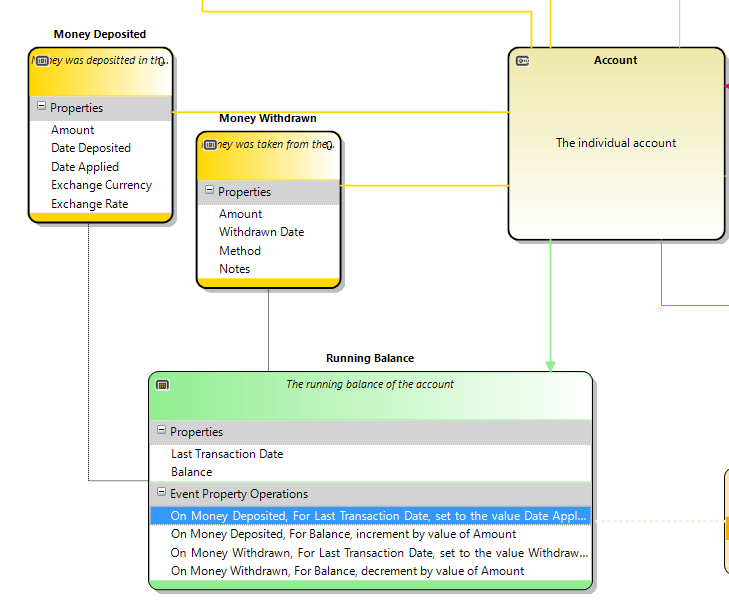 Money Deposited
ney was depositted in th..
Properties
Amount
Date Deposited
Date Applied
Exchange Currency
Exchange Rate
Money Withdrawn
ney was taken from the
Properties
Amount
Withdrawn Date
Method
Notes
Account
The individual account
Running Balance
The running balance of the account
Properties
Last Transaction Date
Balance
Event Property Operations
On Money Deposited, For Last Transaction Date, set to the value Date Appl...
On Money Deposited, For Balance, increment by value of Amount
On Money Withdrawn, For Last Transaction Date, set to the value Withdraw...
On Money Withdrawn, For Balance, decrement by value of Amount